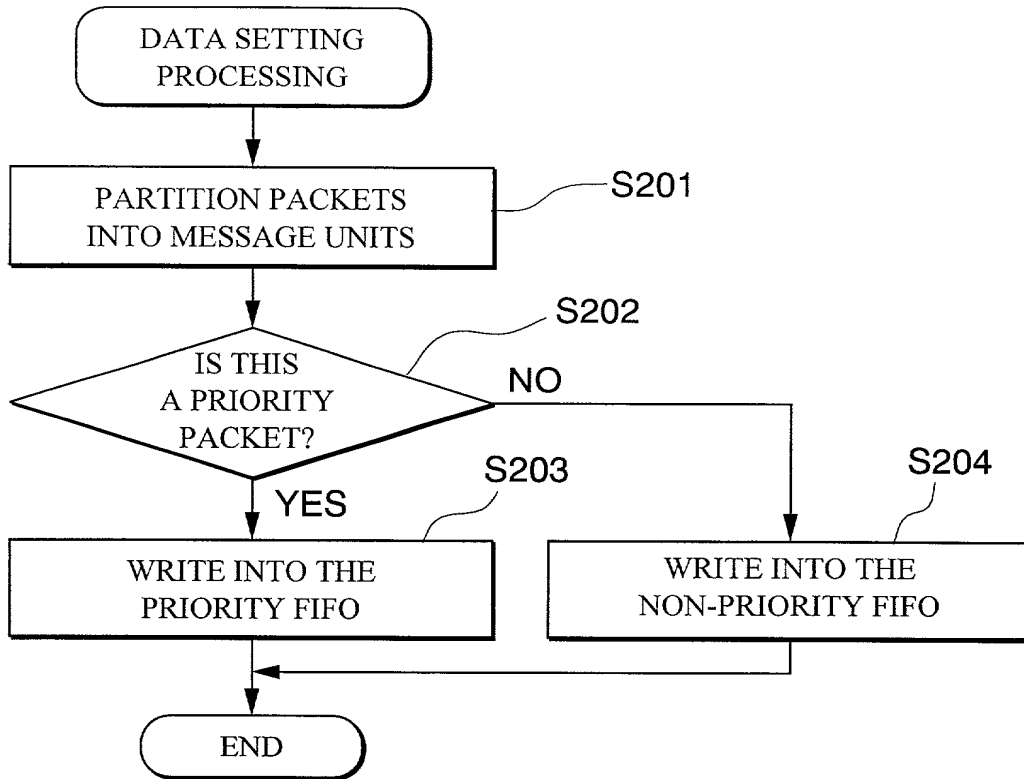 DATA SETTING
PROCESSING
PARTITION PACKETS
INTO MESSAGE UNITS
S201
IS THIS
A PRIORITY
PACKET?
S202
NO
YES
S203
WRITE INTO THE
PRIORITY FIFO
S204
WRITE INTO THE
NON-PRIORITY FIFO
END